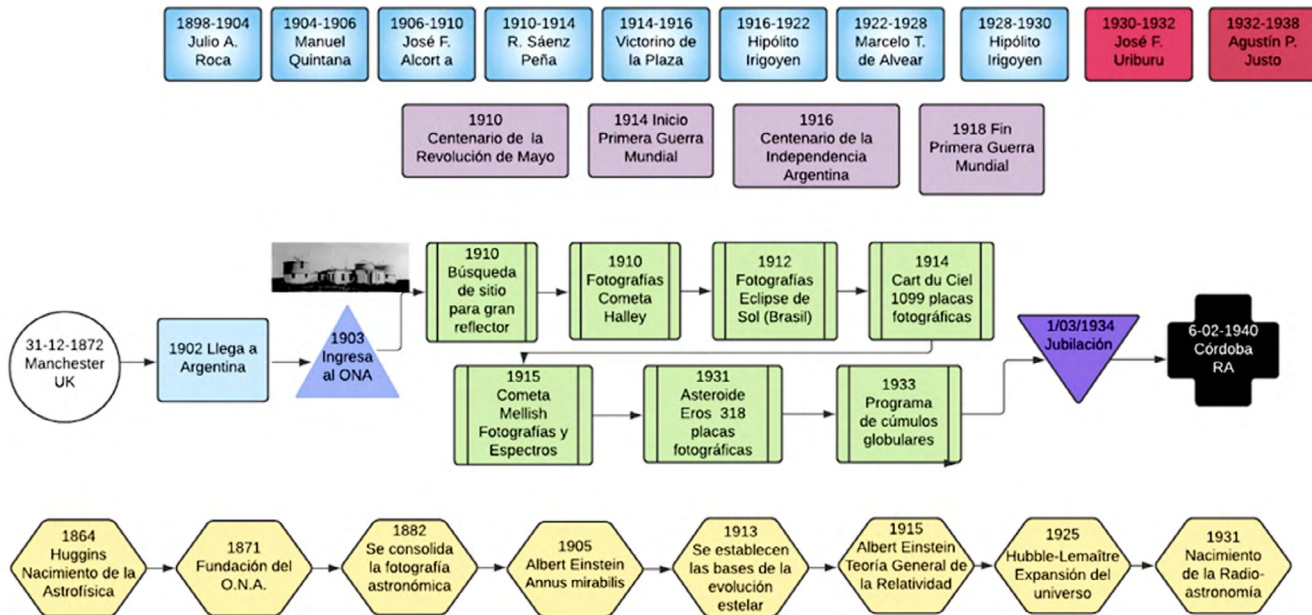 1898-1904
Julio A.
Roca
1904-1906
Manuel
Quintana
1906-1910
José F.
Alcort a
1910-1914
R. Sáenz
Peña
1914-1916
Victorino de
la Plaza
1916-1922
Hipólito
Irigoyen
1922-1928
Marcelo T.
de Alvear
1928-1930
Hipólito
Irigoyen
1930-1932
José F.
Uriburu
1932-1938
Agustín P.
Justo
1910
Centenario de la
Revolución de Mayo
1914 Inicio
Primera Guerra
Mundial
1916
Centenario de la
Independencia
Argentina
1918 Fin
Primera Guerra
Mundial
31-12-1872
Manchester
UK
1902 Llega a
Argentina
1903
Ingresa
al ONA
1910
Búsqueda
de sitio
para gran
reflector
1910
Fotografías
Cometa
Halley
1912
Fotografías
Eclipse de
Sol (Brasil)
1914
Cart du Ciel
1099 placas
fotográficas
1915
Cometa
Mellish
Fotografías y
Espectros
1931
Asteroide
Eros 318
placas
fotográficas
1933
Programa
de cúmulos
globulares
1/03/1934
Jubilación
6-02-1940
Córdoba
RA
1864
Huggins
Nacimiento de la
Astrofísica
1871
Fundación del
O.N.A.
1882
Se consolida
la fotografía
astronómica
1905
Albert Einstein
Annus mirabilis
1913
Se establecen
las bases de la
evolución
estelar
1915
Albert Einstein
Teoría General de
la Relatividad
1925
Hubble-Lemaître
Expansión del
universo
1931
Nacimiento
de la Radio-
astronomía